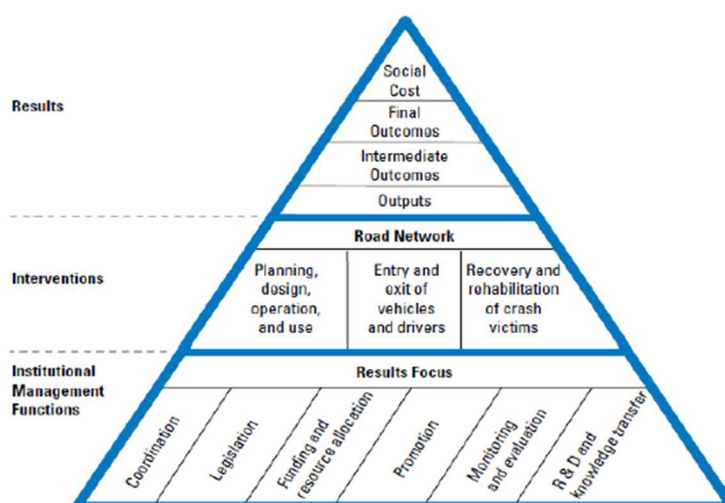 Social
Cost
Results
Final
Outcomes
Intermediate
Outcomes
Outputs
Road Network
Interventions
Planning,
design,
operation,
and use
Entry and
exit of
vehicles
and drivers
Recovery and
rehabilitation
of crash
victims
Institutional
Management
Functions
Results Focus
Coordination
Legislation
Funding and
resource allocation
Promotion
Monitoring
and evaluation
R & D and
knowledge transfer